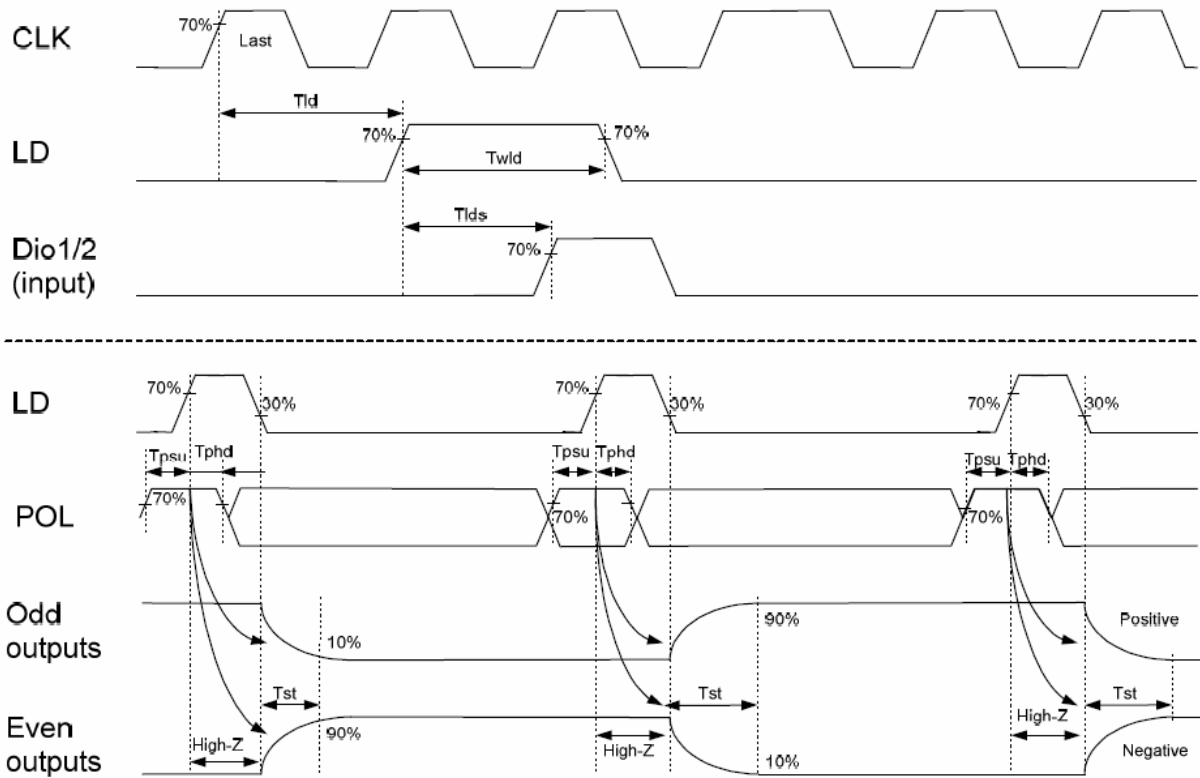 CLK
70%
Last
Tld
LD
70%
70%
Twld
Tlds
Dio1/2
(input)
70%
LD
70%
30%
70%
30%
70%
30%
Tpsu
Tphd
Tpsu
Tphd
Tpsu
Tphd
POL
70%
70%
70%
Odd
outputs
10%
90%
Positive
Tst
Tst
Tst
Even
outputs
High-Z
90%
High-Z
10%
High-Z
Negative